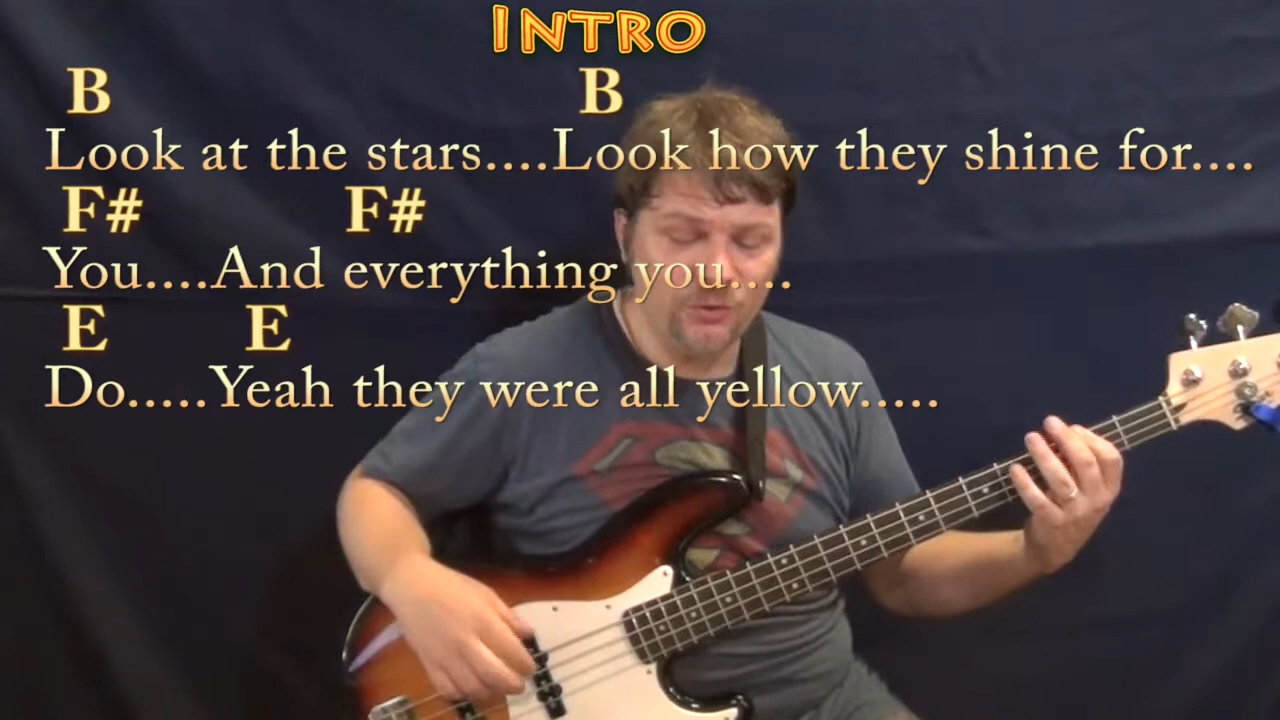 INTRO
B B
Look at the stars....Look how they shine for....
F# F#
You....And everything you....
E E
Do.....Yeah they were all yellow.....